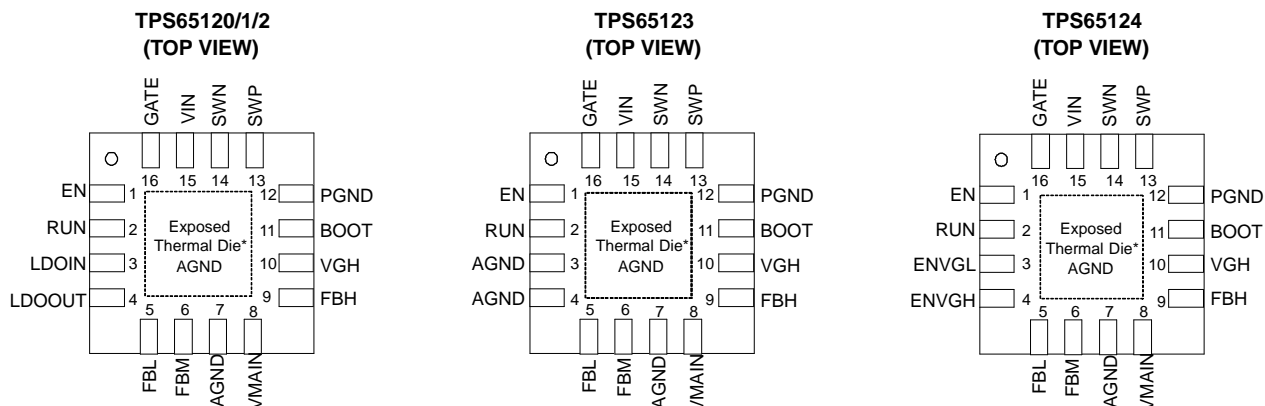 TPS65120/1/2
(TOP VIEW)
GATE
VIN
SWN
SWP
16
15
14
13
EN
1
12
PGND
RUN
2
11
BOOT
LDOIN
3
10
VGH
LDOOUT
4
9
FBH
Exposed
Thermal Die*
AGND
5
6
7
8
FBL
FBM
AGND
VMAIN
TPS65123
(TOP VIEW)
GATE
VIN
SWN
SWP
16
15
14
13
EN
1
12
PGND
RUN
2
11
BOOT
AGND
3
10
VGH
AGND
4
9
FBH
Exposed
Thermal Die*
AGND
5
6
7
8
FBL
FBM
AGND
VMAIN
TPS65124
(TOP VIEW)
GATE
VIN
SWN
SWP
16
15
14
13
EN
1
12
PGND
RUN
2
11
BOOT
ENVGL
3
10
VGH
ENVGH
4
9
FBH
Exposed
Thermal Die*
AGND
5
6
7
8
FBL
FBM
AGND
VMAIN